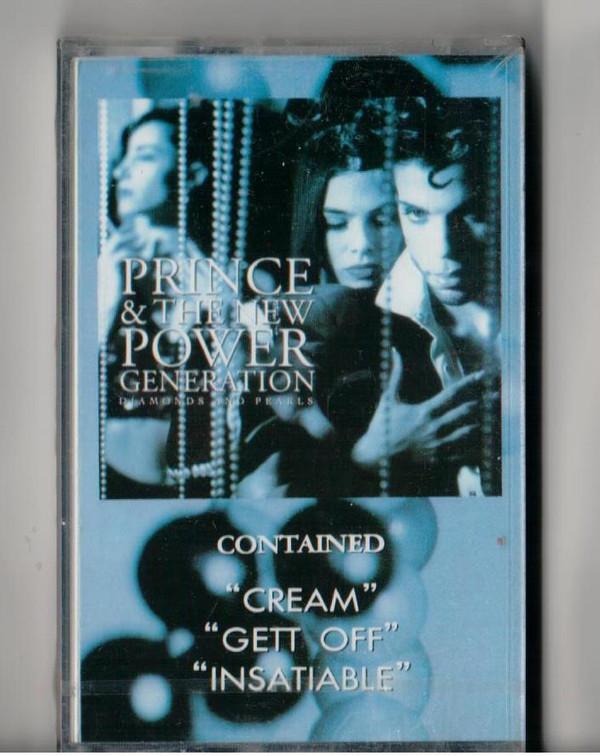 PRINCE
& THE NEW
POWER
GENERATION
DIAMONDS AND PEARLS
CONTAINED
"CREAM"
"GETT OFF"
"INSATIABLE"